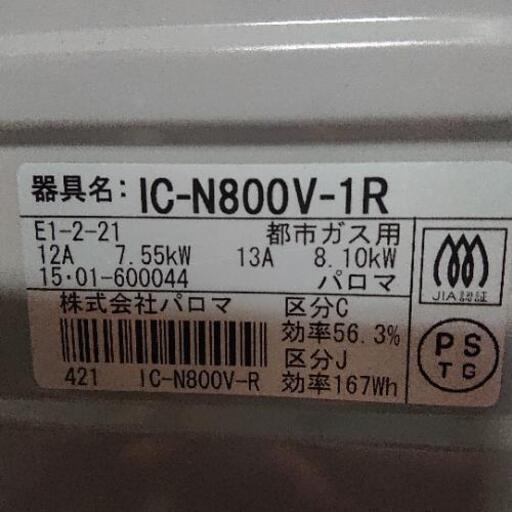 器具名: IC-N800V-1R
E1-2-21 都市ガス用
12A 7.55kW 13A 8.10kW
15・01-600044 パロマ
JIA認証
株式会社パロマ 区分C
効率56.3%
区分J
421 IC-N800V-R 効率167Wh
PS
TG